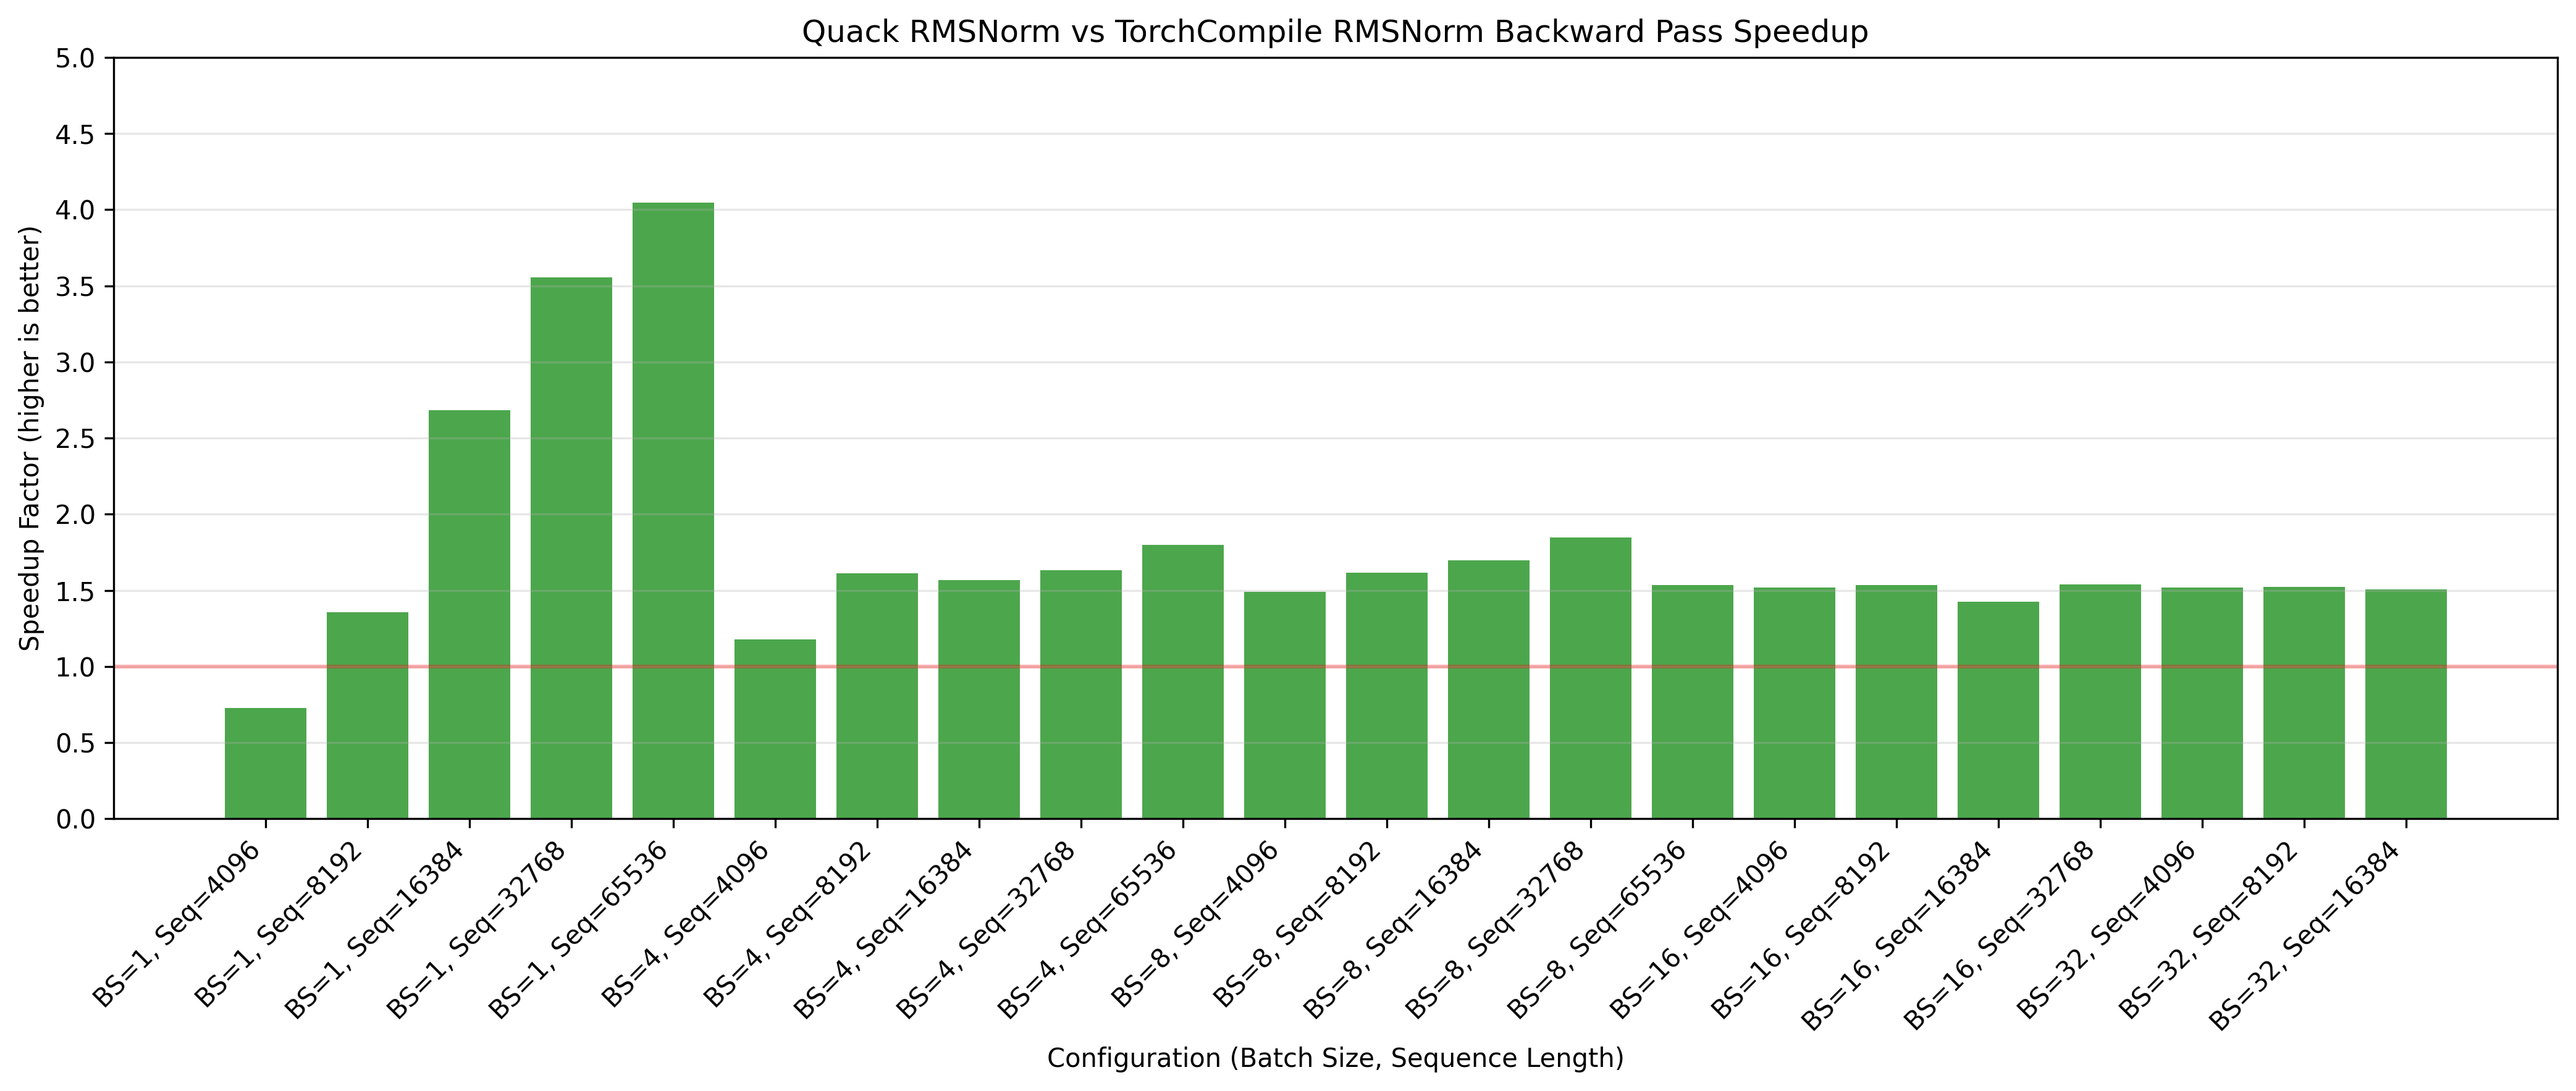 Quack RMSNorm vs TorchCompile RMSNorm Backward Pass Speedup
Speedup Factor (higher is better)
5.0
4.5
4.0
3.5
3.0
2.5
2.0
1.5
1.0
0.5
0.0
BS=1, Seq=4096
BS=1, Seq=8192
BS=1, Seq=16384
BS=1, Seq=32768
BS=1, Seq=65536
BS=4, Seq=4096
BS=4, Seq=8192
BS=4, Seq=16384
BS=4, Seq=32768
BS=4, Seq=65536
BS=8, Seq=4096
BS=8, Seq=8192
BS=8, Seq=16384
BS=8, Seq=32768
BS=8, Seq=65536
BS=16, Seq=4096
BS=16, Seq=8192
BS=16, Seq=16384
BS=16, Seq=32768
BS=32, Seq=4096
BS=32, Seq=8192
BS=32, Seq=16384
Configuration (Batch Size, Sequence Length)